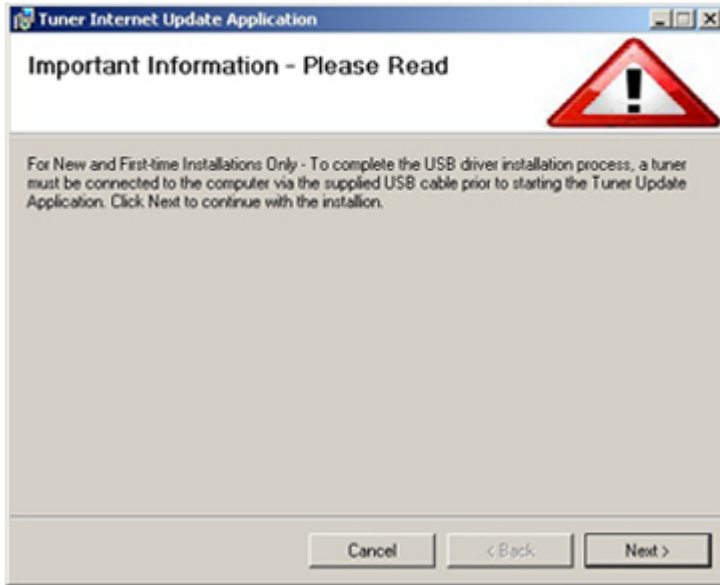 Tuner Internet Update Application
Important Information - Please Read
For New and First-time Installations Only - To complete the USB driver installation process, a tuner
must be connected to the computer via the supplied USB cable prior to starting the Tuner Update
Application. Click Next to continue with the installion.
Cancel
< Back
Next >